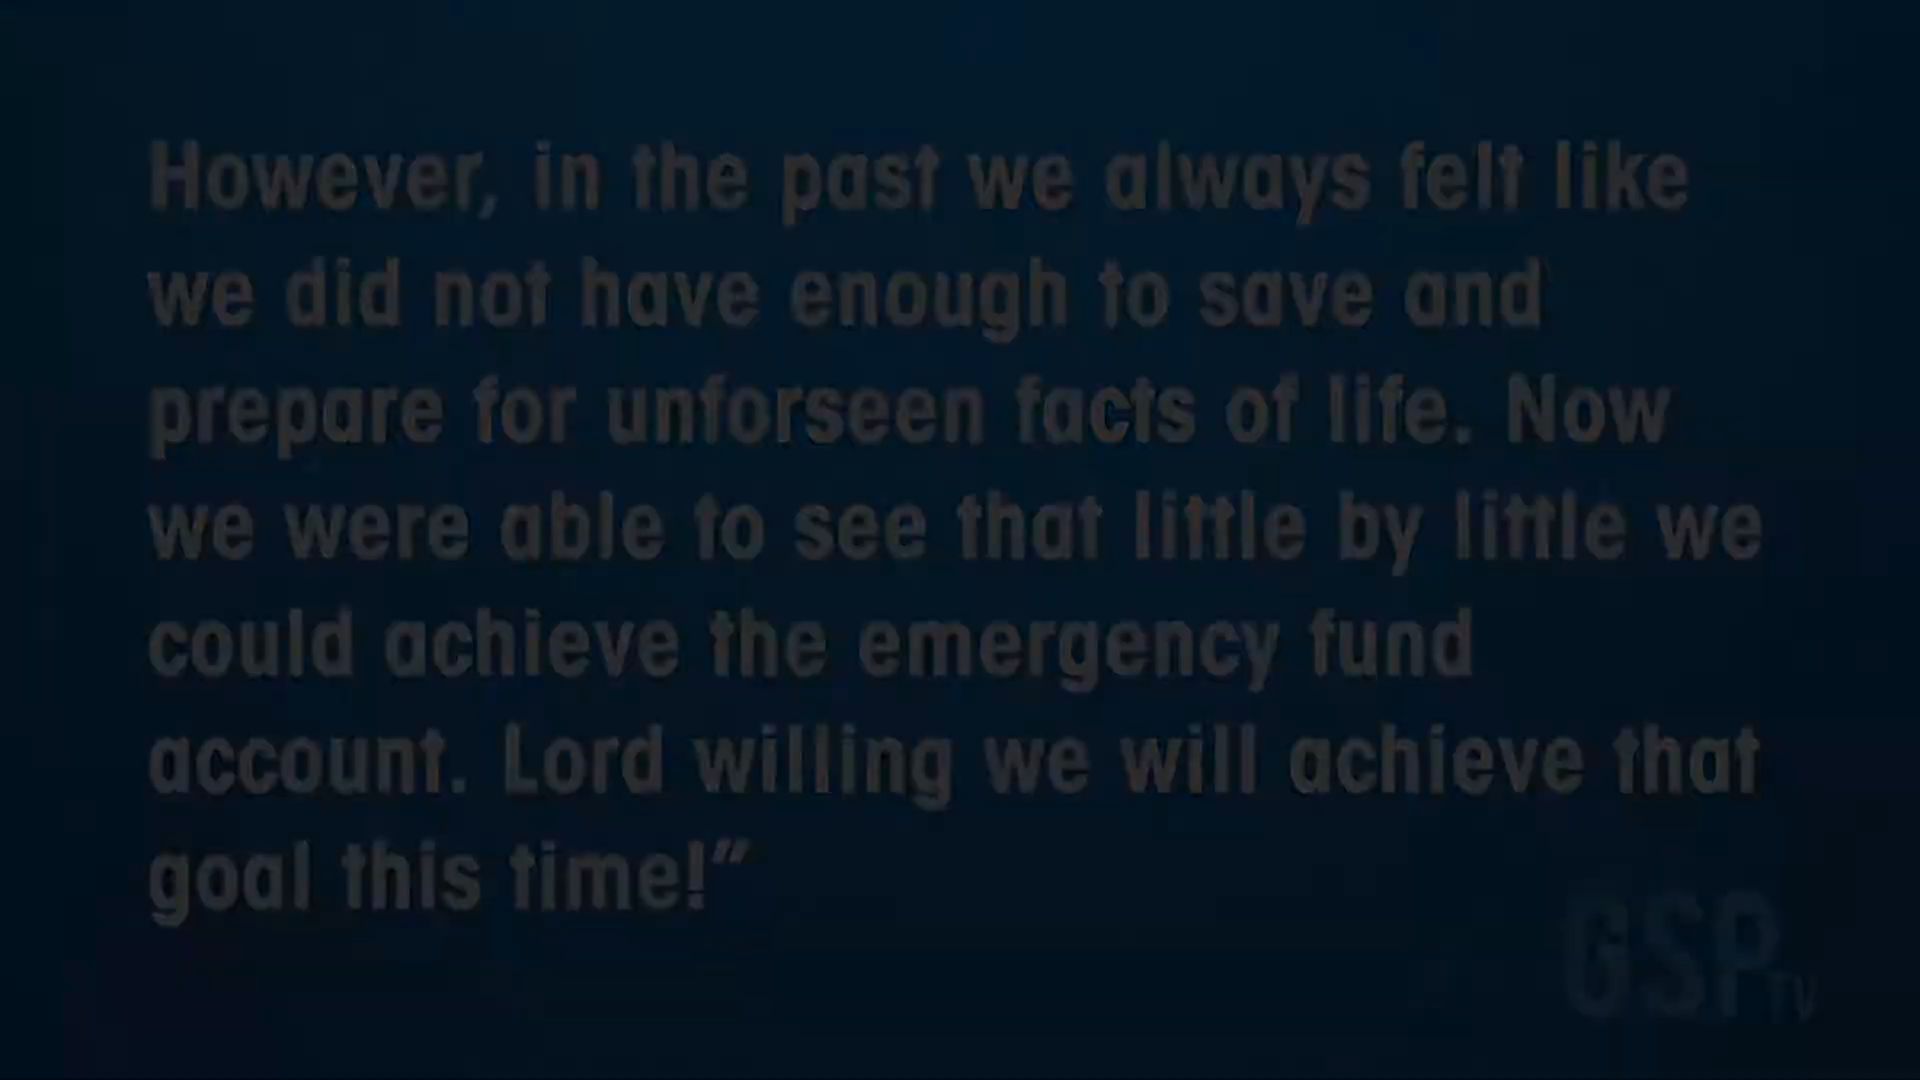 However, in the past we always felt like
we did not have enough to save and
prepare for unforseen facts of life. Now
we were able to see that little by little we
could achieve the emergency fund
account. Lord willing we will achieve that
goal this time!”
GSPTV